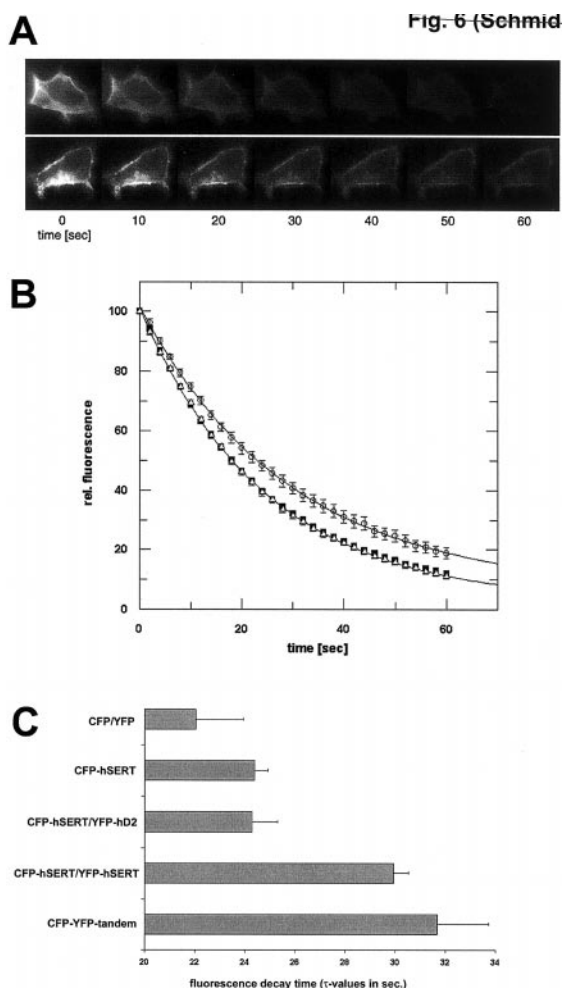 Fig. 6 (Schmid
A
0 10 20 30 40 50 60
time [sec]
B
100
80
60
40
20
0
rel. fluorescence
0 20 40 60
time [sec]
C
CFP/YFP
CFP-hSERT
CFP-hSERT/YFP-hD2
CFP-hSERT/YFP-hSERT
CFP-YFP-tandem
20 22 24 26 28 30 32 34
fluorescence decay time (τ-values in sec.)